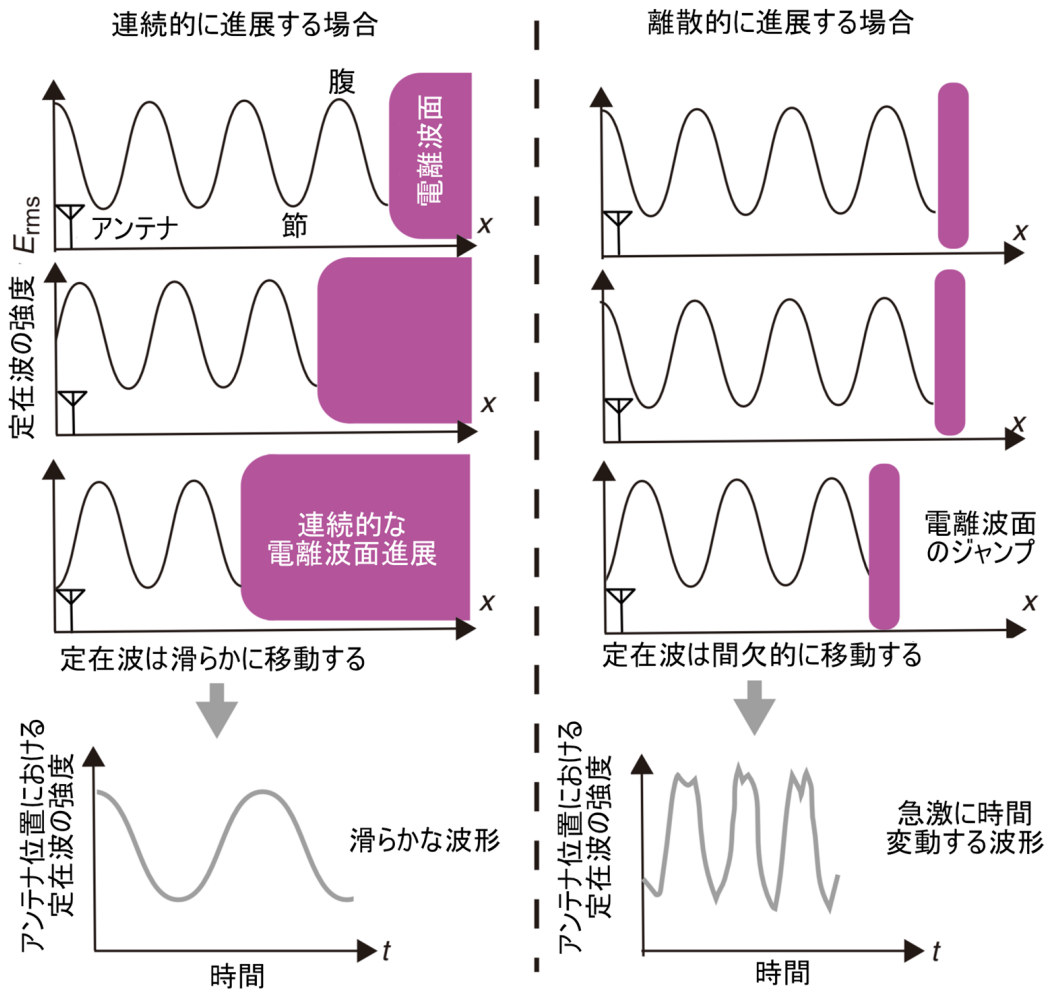 連続的に進展する場合
腹
電離波面
定在波の強度 E_rms
アンテナ
節
x
x
連続的な
電離波面進展
x
定在波は滑らかに移動する
アンテナ位置における
定在波の強度
滑らかな波形
t
時間
離散的に進展する場合
x
x
電離波面
のジャンプ
x
定在波は間欠的に移動する
アンテナ位置における
定在波の強度
急激に時間
変動する波形
t
時間